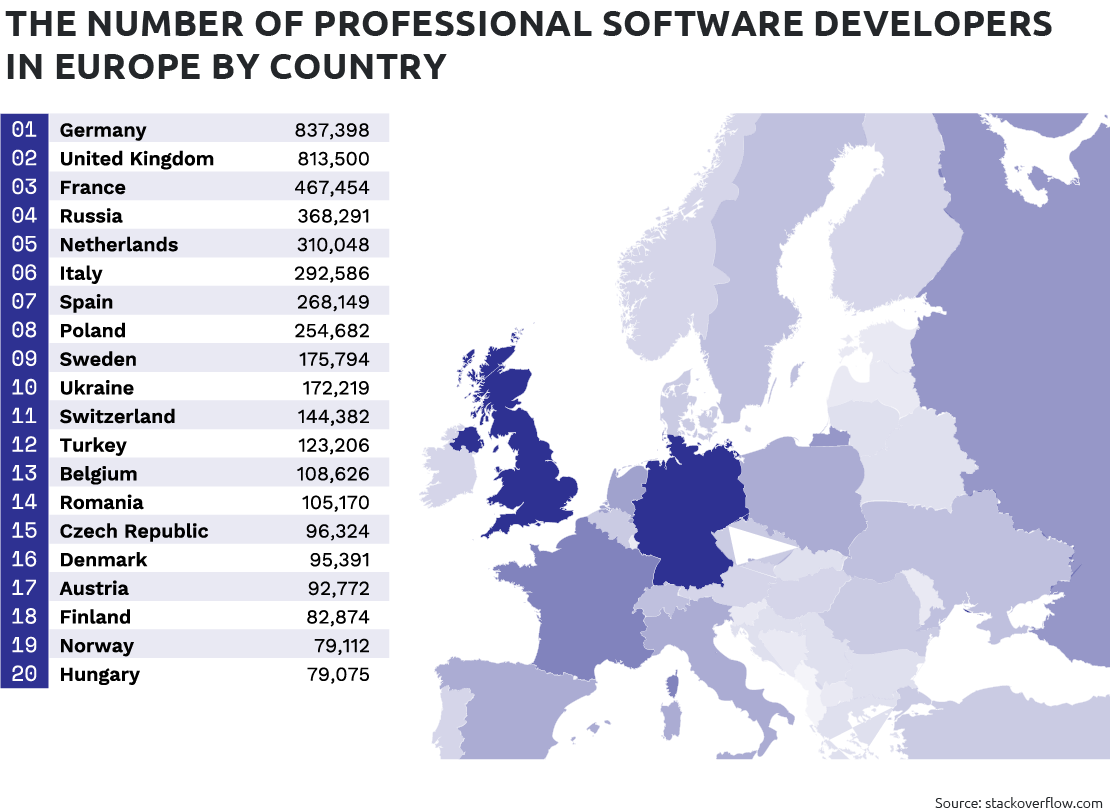 THE NUMBER OF PROFESSIONAL SOFTWARE DEVELOPERS
IN EUROPE BY COUNTRY
01 Germany 837,398
02 United Kingdom 813,500
03 France 467,454
04 Russia 368,291
05 Netherlands 310,048
06 Italy 292,586
07 Spain 268,149
08 Poland 254,682
09 Sweden 175,794
10 Ukraine 172,219
11 Switzerland 144,382
12 Turkey 123,206
13 Belgium 108,626
14 Romania 105,170
15 Czech Republic 96,324
16 Denmark 95,391
17 Austria 92,772
18 Finland 82,874
19 Norway 79,112
20 Hungary 79,075
Source: stackoverflow.com